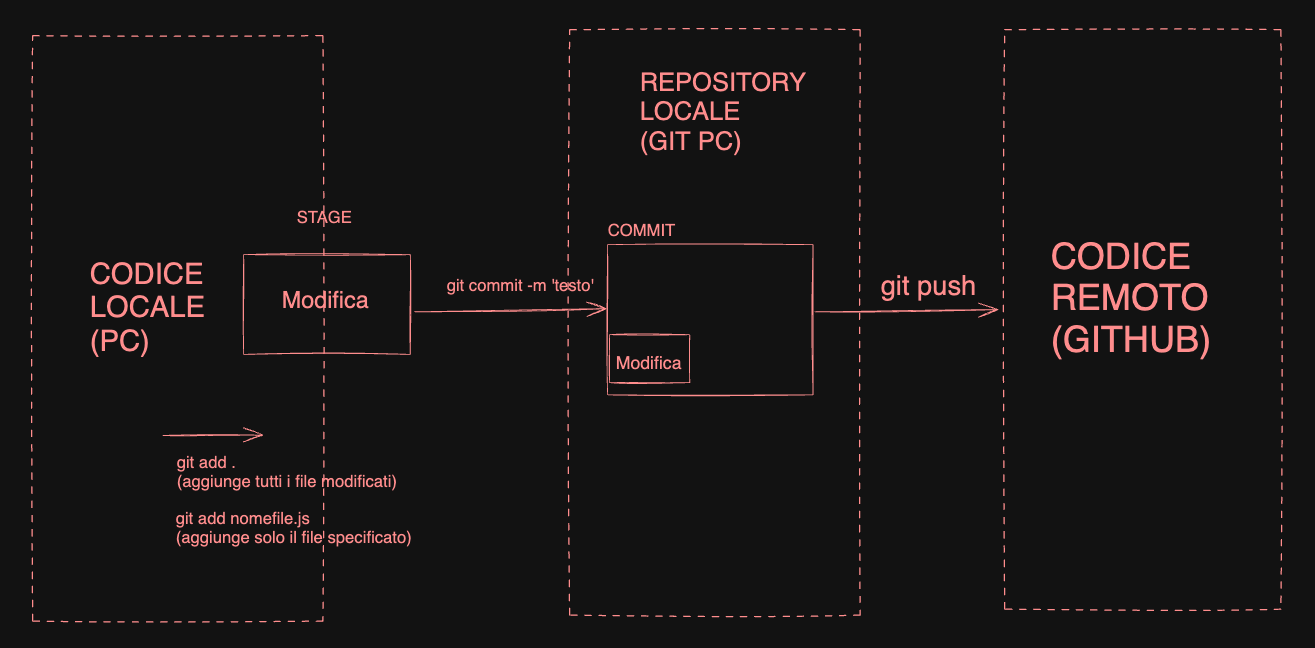 CODICE
LOCALE
(PC)
STAGE
Modifica
git add .
(aggiunge tutti i file modificati)
git add nomefile.js
(aggiunge solo il file specificato)
git commit -m 'testo'
REPOSITORY
LOCALE
(GIT PC)
COMMIT
Modifica
git push
CODICE
REMOTO
(GITHUB)